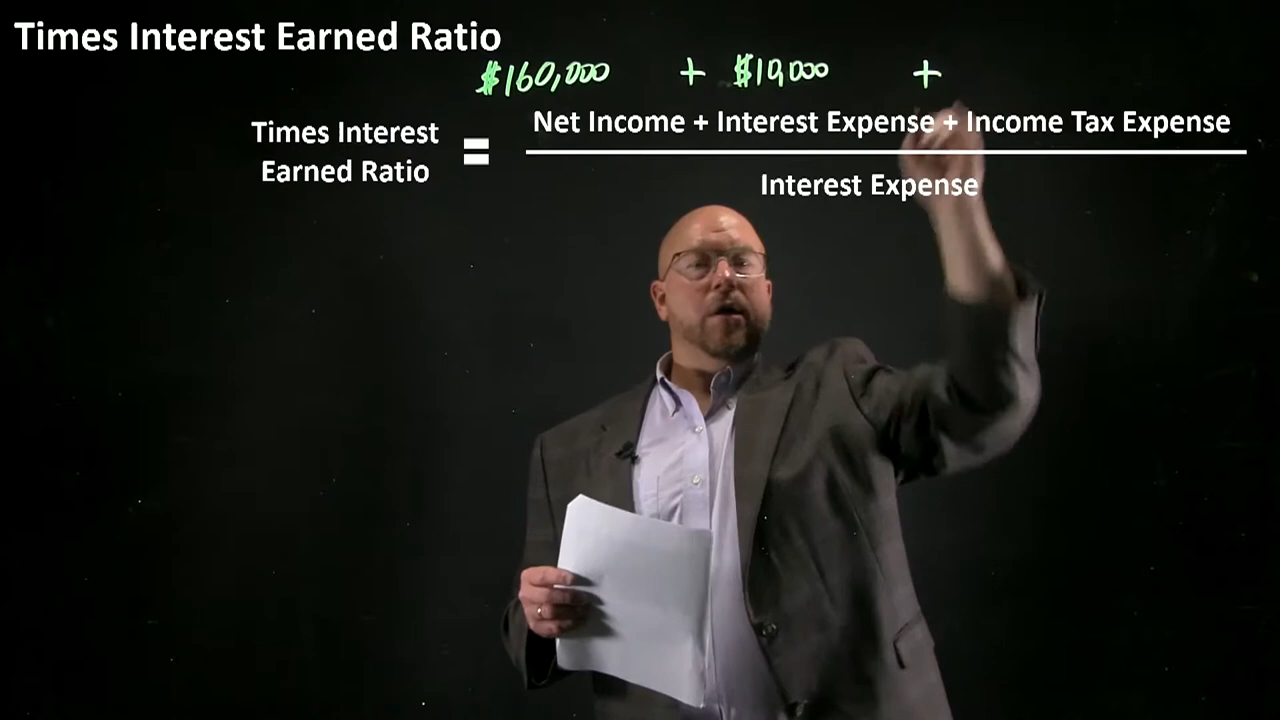 Times Interest Earned Ratio
$160,000 + $10,000 +
Times Interest
Earned Ratio
=
Net Income + Interest Expense + Income Tax Expense
Interest Expense